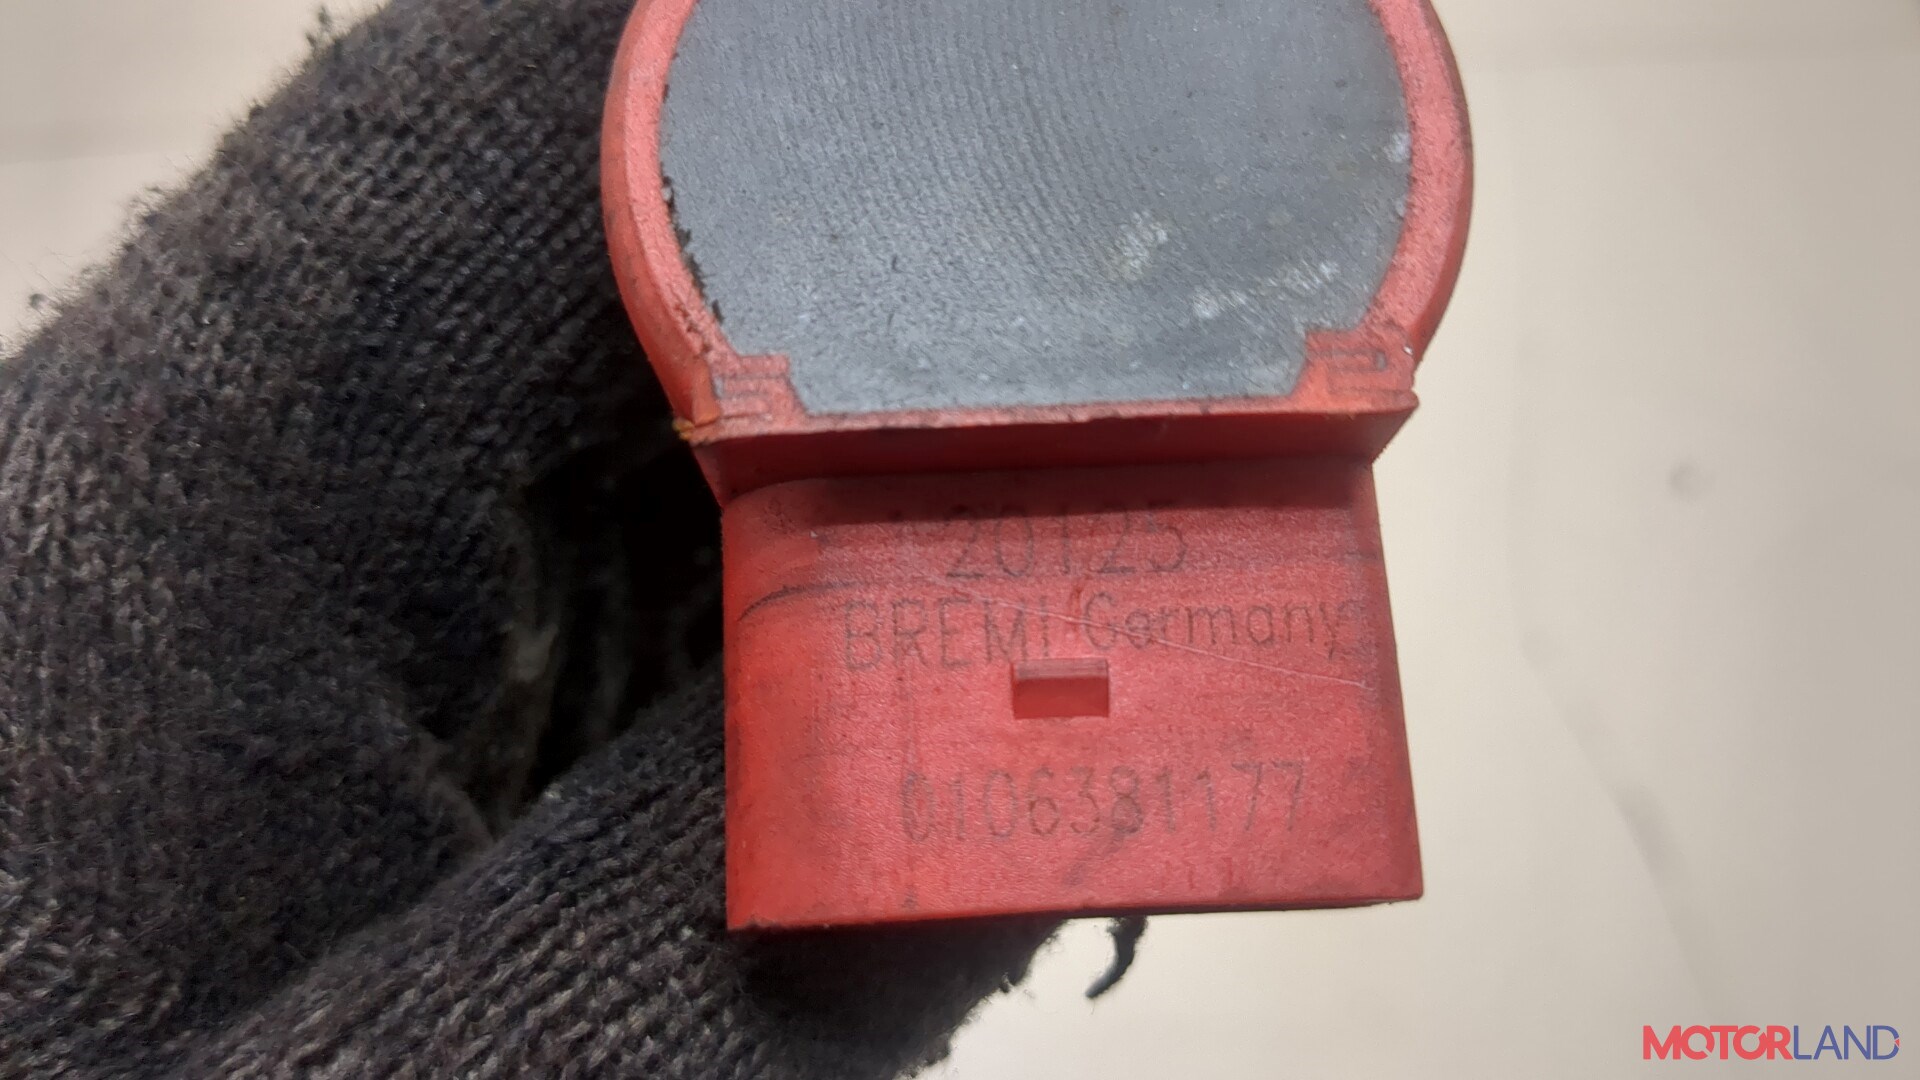 20125
BREMI Germany
0106381177
MOTORLAND